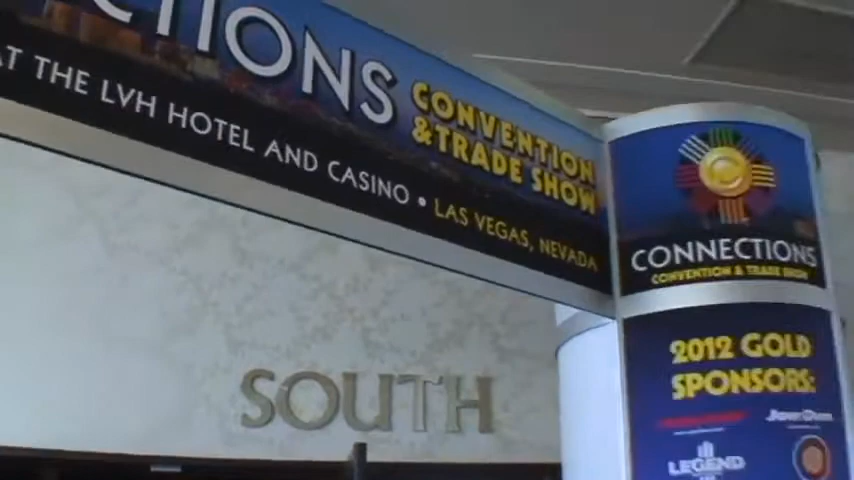 CTIONS
CONVENTION
& TRADE SHOW
AT THE LVH HOTEL AND CASINO • LAS VEGAS, NEVADA
CONNECTIONS
CONVENTION & TRADE SHOW
2012 GOLD
SPONSORS:
LEGEND
SOUTH